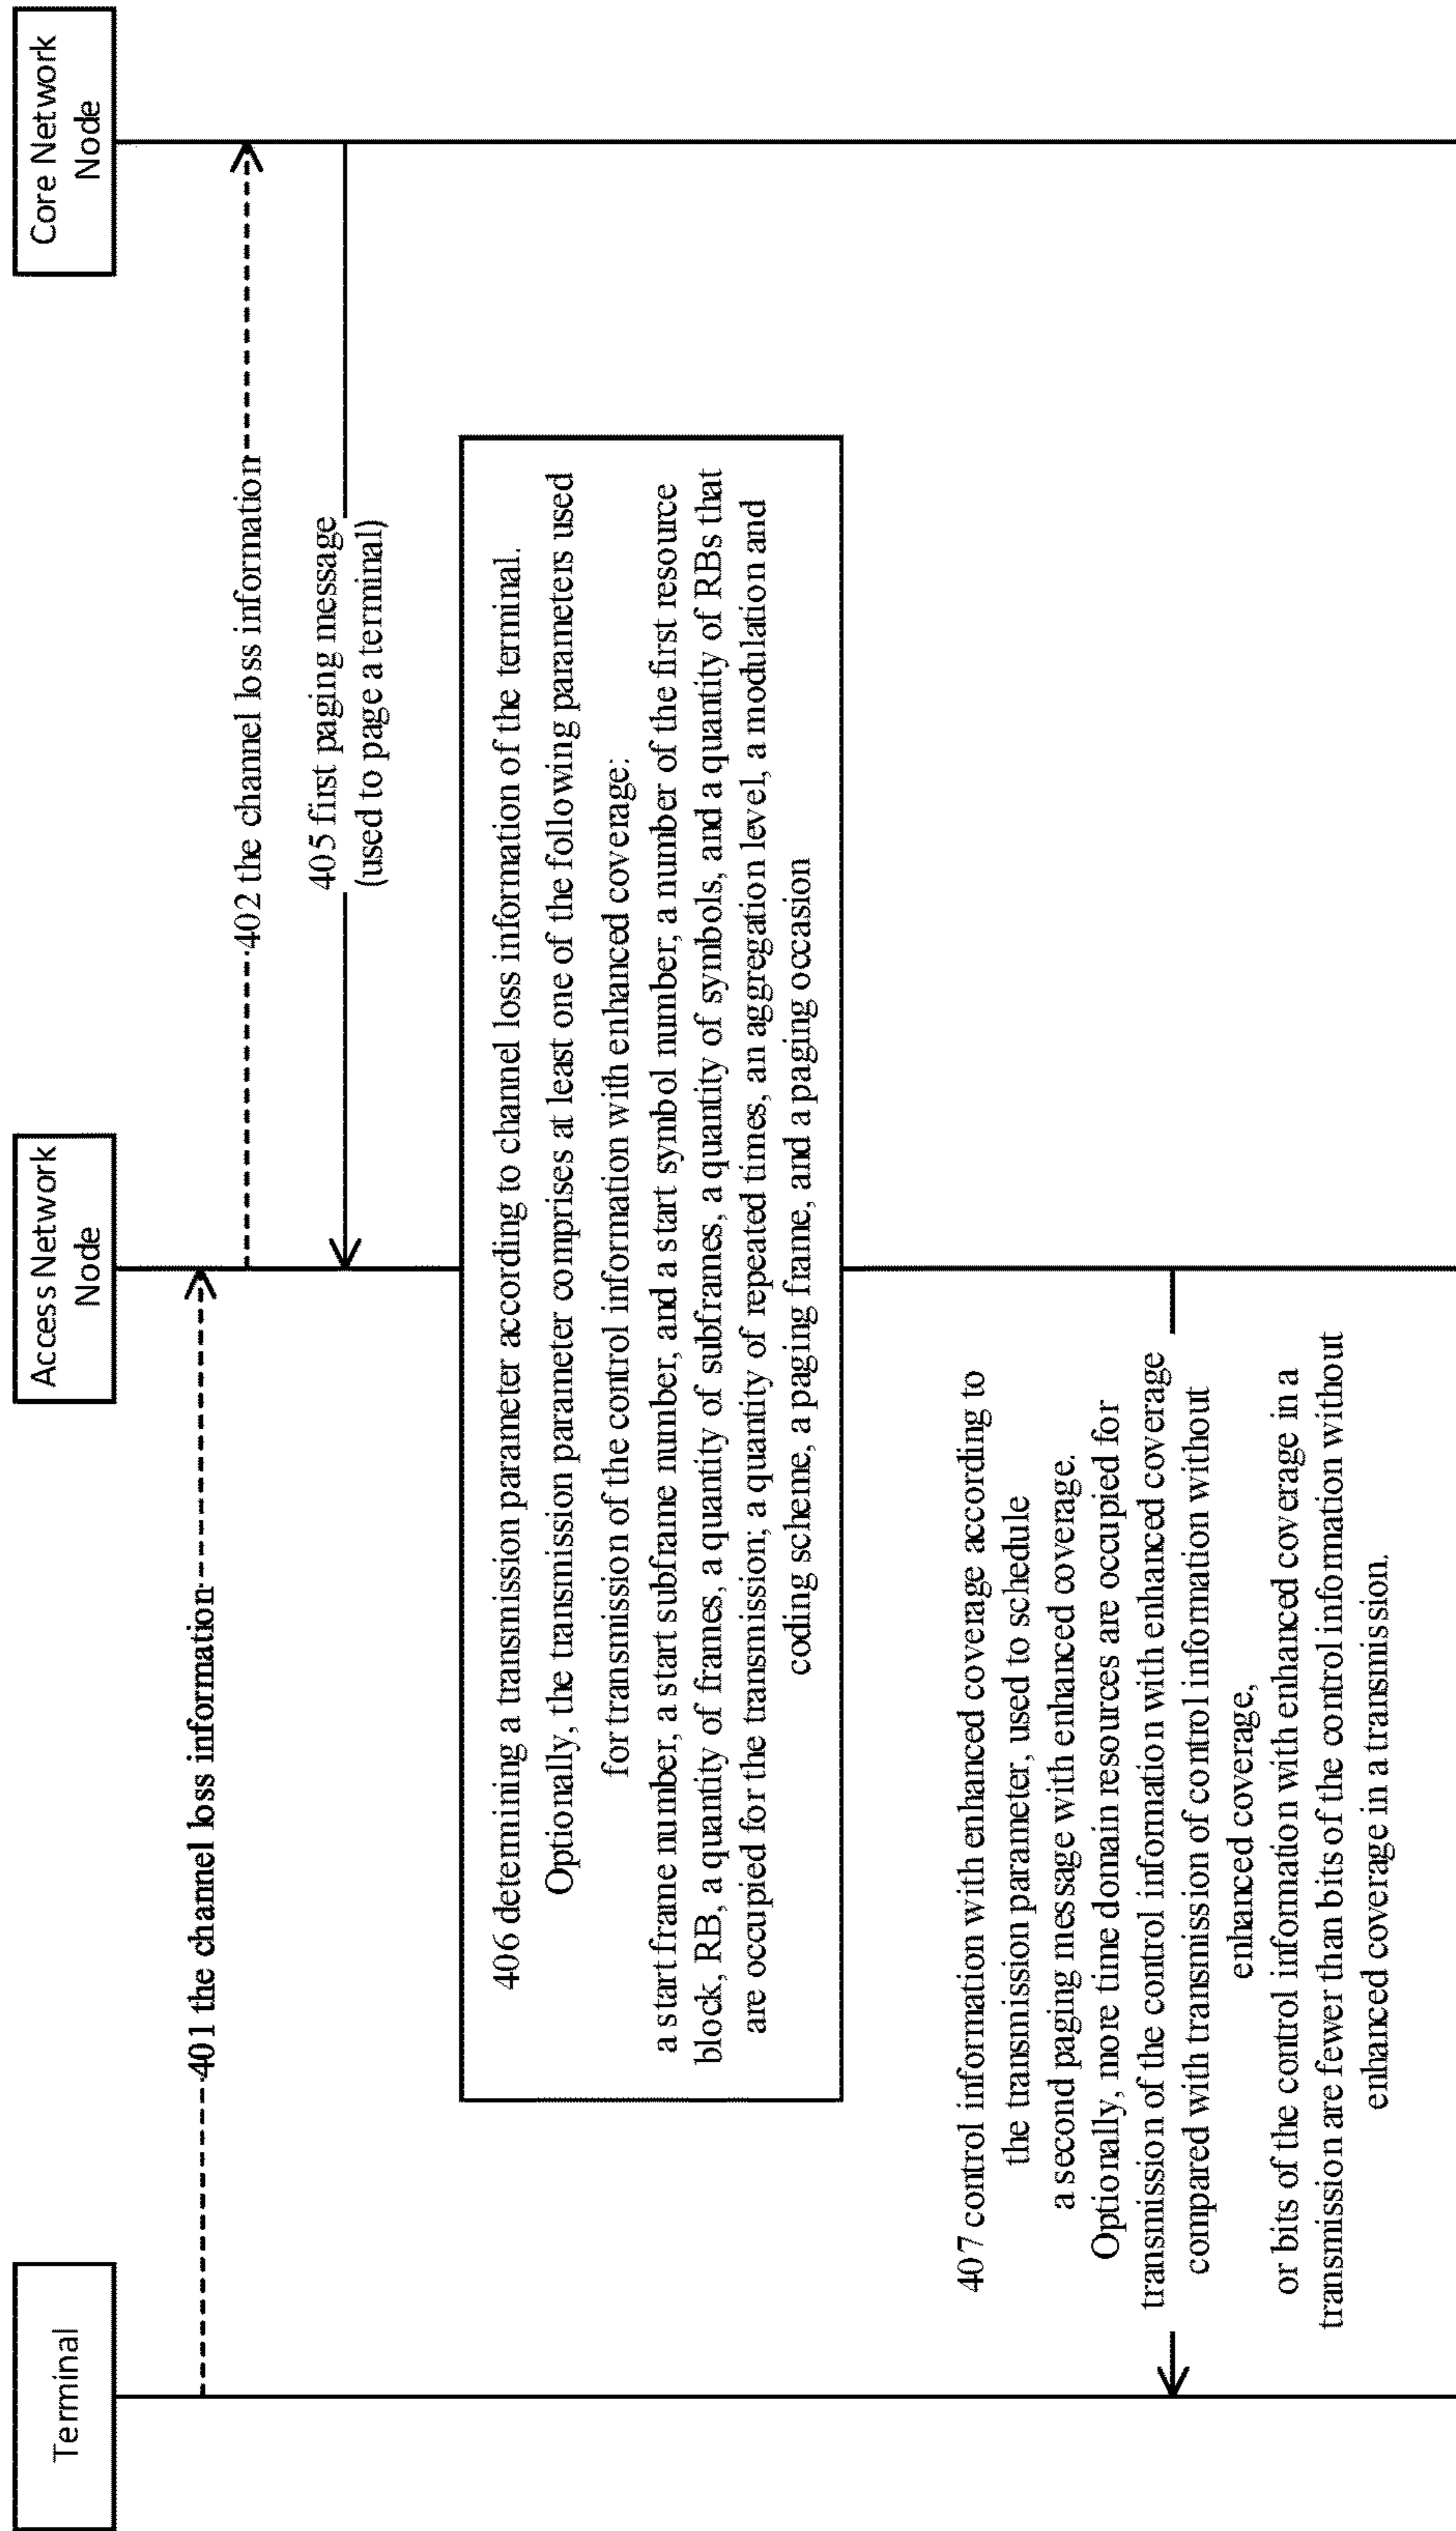 Terminal
Access Network
Node
Core Network
Node
401 the channel loss information
402 the channel loss information
405 first paging message
(used to page a terminal)
406 determining a transmission parameter according to channel loss information of the terminal.
Optionally, the transmission parameter comprises at least one of the following parameters used
for transmission of the control information with enhanced coverage:
a start frame number, a start subframe number, and a start symbol number, a number of the first resource
block, RB, a quantity of frames, a quantity of subframes, a quantity of symbols, and a quantity of RBs that
are occupied for the transmission; a quantity of repeated times, an aggregation level, a modulation and
coding scheme, a paging frame, and a paging occasion
407 control information with enhanced coverage according to
the transmission parameter, used to schedule
a second paging message with enhanced coverage.
Optionally, more time domain resources are occupied for
transmission of the control information with enhanced coverage
compared with transmission of control information without
enhanced coverage,
or bits of the control information with enhanced coverage in a
transmission are fewer than bits of the control information without
enhanced coverage in a transmission.